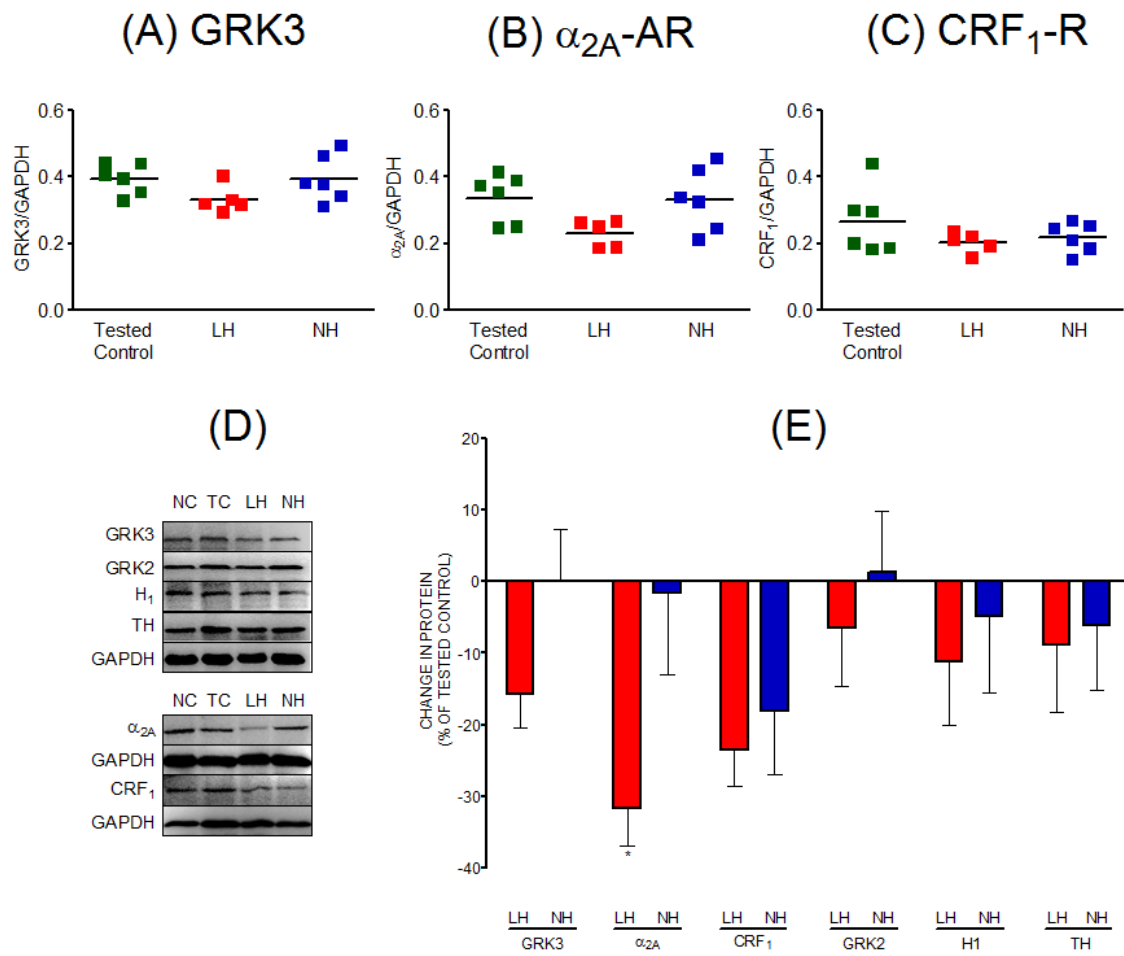 (A) GRK3
(B) α2A-AR
(C) CRF1-R
GRK3/GAPDH
0.6
0.4
0.2
0.0
Tested Control
LH
NH
α2A/GAPDH
0.6
0.4
0.2
0.0
Tested Control
LH
NH
CRF1/GAPDH
0.6
0.4
0.2
0.0
Tested Control
LH
NH
(D)
NC TC LH NH
GRK3
GRK2
H1
TH
GAPDH
NC TC LH NH
α2A
GAPDH
CRF1
GAPDH
(E)
CHANGE IN PROTEIN
(% OF TESTED CONTROL)
20
10
0
-10
-20
-30
-40
*
LH NH LH NH LH NH LH NH LH NH LH NH
GRK3 α2A CRF1 GRK2 H1 TH